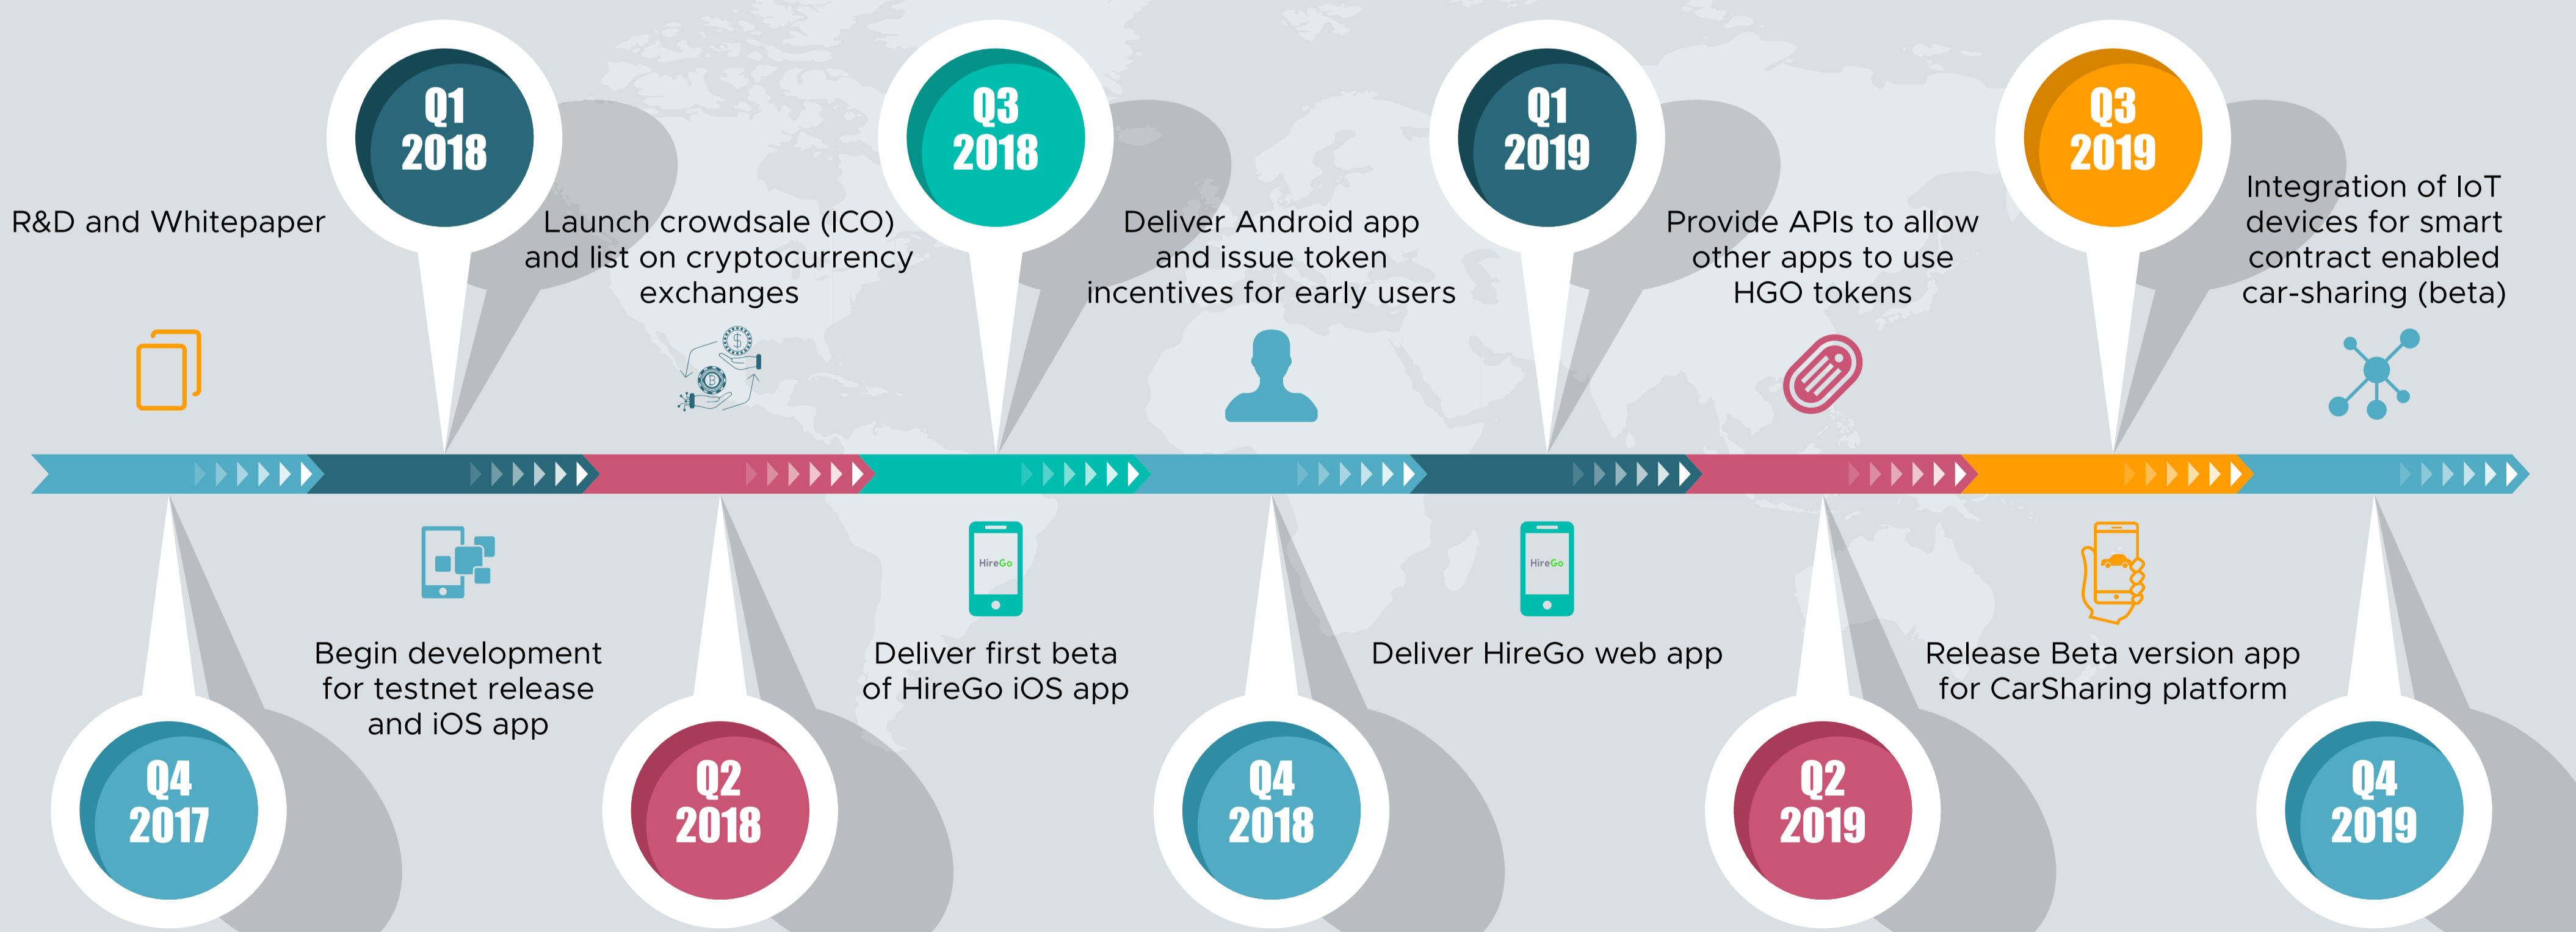 Q4
2017
R&D and Whitepaper
Q1
2018
Begin development
for testnet release
and iOS app
Q2
2018
Launch crowdsale (ICO)
and list on cryptocurrency
exchanges
$
B
Q3
2018
HireGo
Deliver first beta
of HireGo iOS app
Q4
2018
Deliver Android app
and issue token
incentives for early users
Q1
2019
HireGo
Deliver HireGo web app
Q2
2019
Provide APIs to allow
other apps to use
HGO tokens
Q3
2019
Release Beta version app
for CarSharing platform
Q4
2019
Integration of IoT
devices for smart
contract enabled
car-sharing (beta)